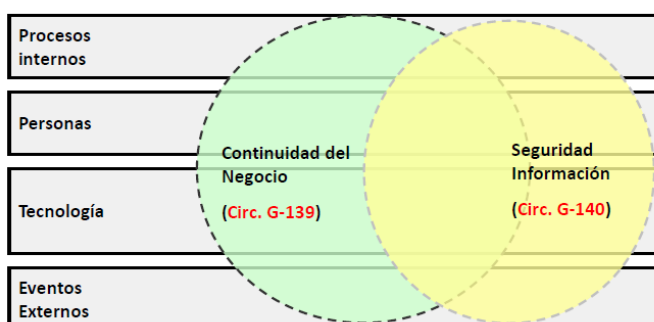 Procesos
internos
Personas
Continuidad del
Negocio
(Circ. G-139)
Seguridad
Información
(Circ. G-140)
Tecnología
Eventos
Externos